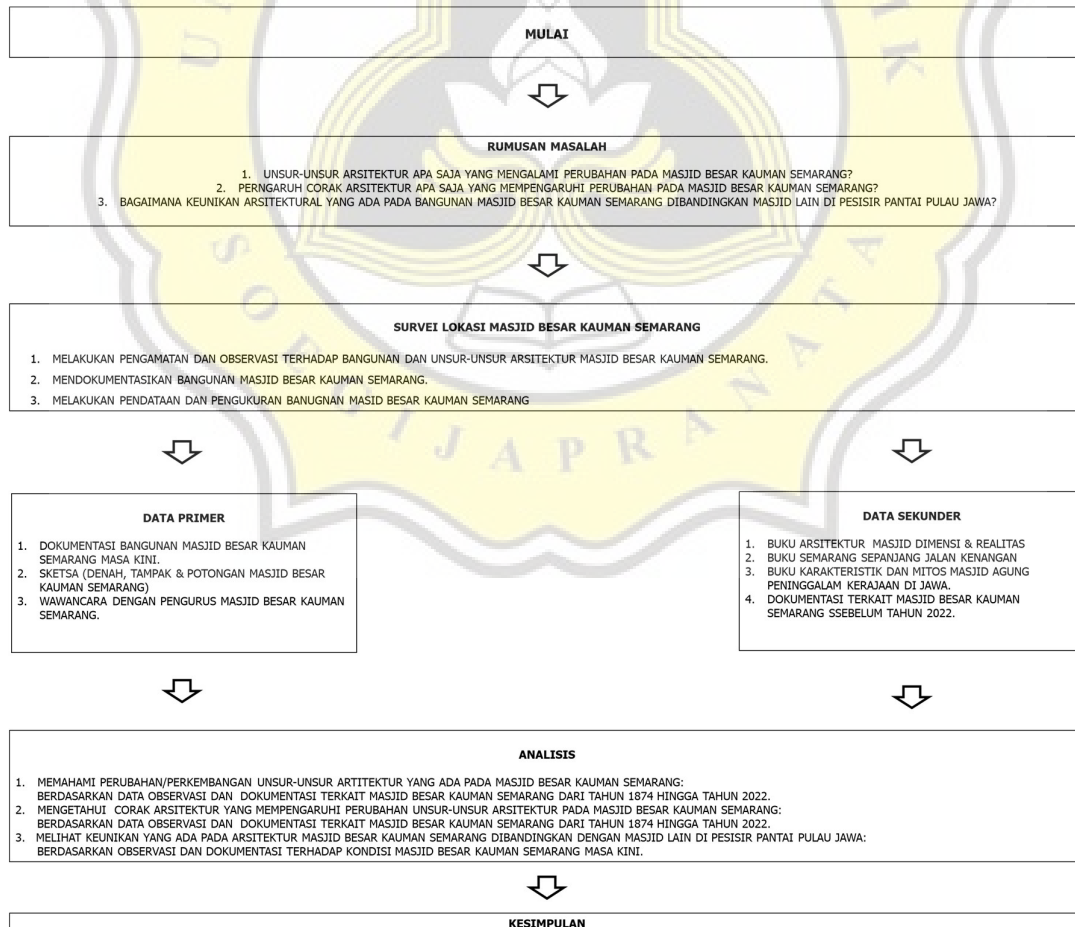 MULAI
RUMUSAN MASALAH
1. UNSUR-UNSUR ARSITEKTUR APA SAJA YANG MENGALAMI PERUBAHAN PADA MASJID BESAR KAUMAN SEMARANG?
2. PERNGARUH CORAK ARSITEKTUR APA SAJA YANG MEMPENGARUHI PERUBAHAN PADA MASJID BESAR KAUMAN SEMARANG?
3. BAGAIMANA KEUNIKAN ARSITEKTURAL YANG ADA PADA BANGUNAN MASJID BESAR KAUMAN SEMARANG DIBANDINGKAN MASJID LAIN DI PESISIR PANTAI PULAU JAWA?
SURVEI LOKASI MASJID BESAR KAUMAN SEMARANG
1. MELAKUKAN PENGAMATAN DAN OBSERVASI TERHADAP BANGUNAN DAN UNSUR-UNSUR ARSITEKTUR MASJID BESAR KAUMAN SEMARANG.
2. MENDOKUMENTASIKAN BANGUNAN MASJID BESAR KAUMAN SEMARANG.
3. MELAKUKAN PENDATAAN DAN PENGUKURAN BANUGNAN MASID BESAR KAUMAN SEMARANG
SOEGIJAPRANATA
DATA PRIMER
1. DOKUMENTASI BANGUNAN MASJID BESAR KAUMAN
SEMARANG MASA KINI.
2. SKETSA (DENAH, TAMPAK & POTONGAN MASJID BESAR
KAUMAN SEMARANG)
3. WAWANCARA DENGAN PENGURUS MASJID BESAR KAUMAN
SEMARANG.
DATA SEKUNDER
1. BUKU ARSITEKTUR MASJID DIMENSI & REALITAS
2. BUKU SEMARANG SEPANJANG JALAN KENANGAN
3. BUKU KARAKTERISTIK DAN MITOS MASJID AGUNG
PENINGGALAM KERAJAAN DI JAWA.
4. DOKUMENTASI TERKAIT MASJID BESAR KAUMAN
SEMARANG SSEBELUM TAHUN 2022.
ANALISIS
1. MEMAHAMI PERUBAHAN/PERKEMBANGAN UNSUR-UNSUR ARTITEKTUR YANG ADA PADA MASJID BESAR KAUMAN SEMARANG:
BERDASARKAN DATA OBSERVASI DAN DOKUMENTASI TERKAIT MASJID BESAR KAUMAN SEMARANG DARI TAHUN 1874 HINGGA TAHUN 2022.
2. MENGETAHUI CORAK ARSITEKTUR YANG MEMPENGARUHI PERUBAHAN UNSUR-UNSUR ARSITEKTUR PADA MASJID BESAR KAUMAN SEMARANG:
BERDASARKAN DATA OBSERVASI DAN DOKUMENTASI TERKAIT MASJID BESAR KAUMAN SEMARANG DARI TAHUN 1874 HINGGA TAHUN 2022.
3. MELIHAT KEUNIKAN YANG ADA PADA ARSITEKTUR MASJID BESAR KAUMAN SEMARANG DIBANDINGKAN DENGAN MASJID LAIN DI PESISIR PANTAI PULAU JAWA:
BERDASARKAN OBSERVASI DAN DOKUMENTASI TERHADAP KONDISI MASJID BESAR KAUMAN SEMARANG MASA KINI.
KESIMPULAN